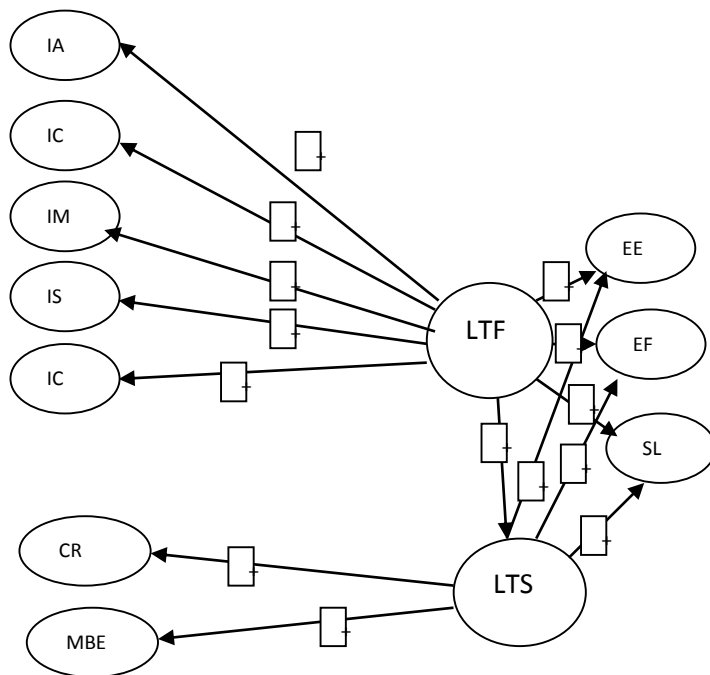 IA
IC
IM
IS
IC
LTF
EE
EF
SL
CR
MBE
LTS
+
+
+
+
+
+
+
+
+
+
+
+
+
+